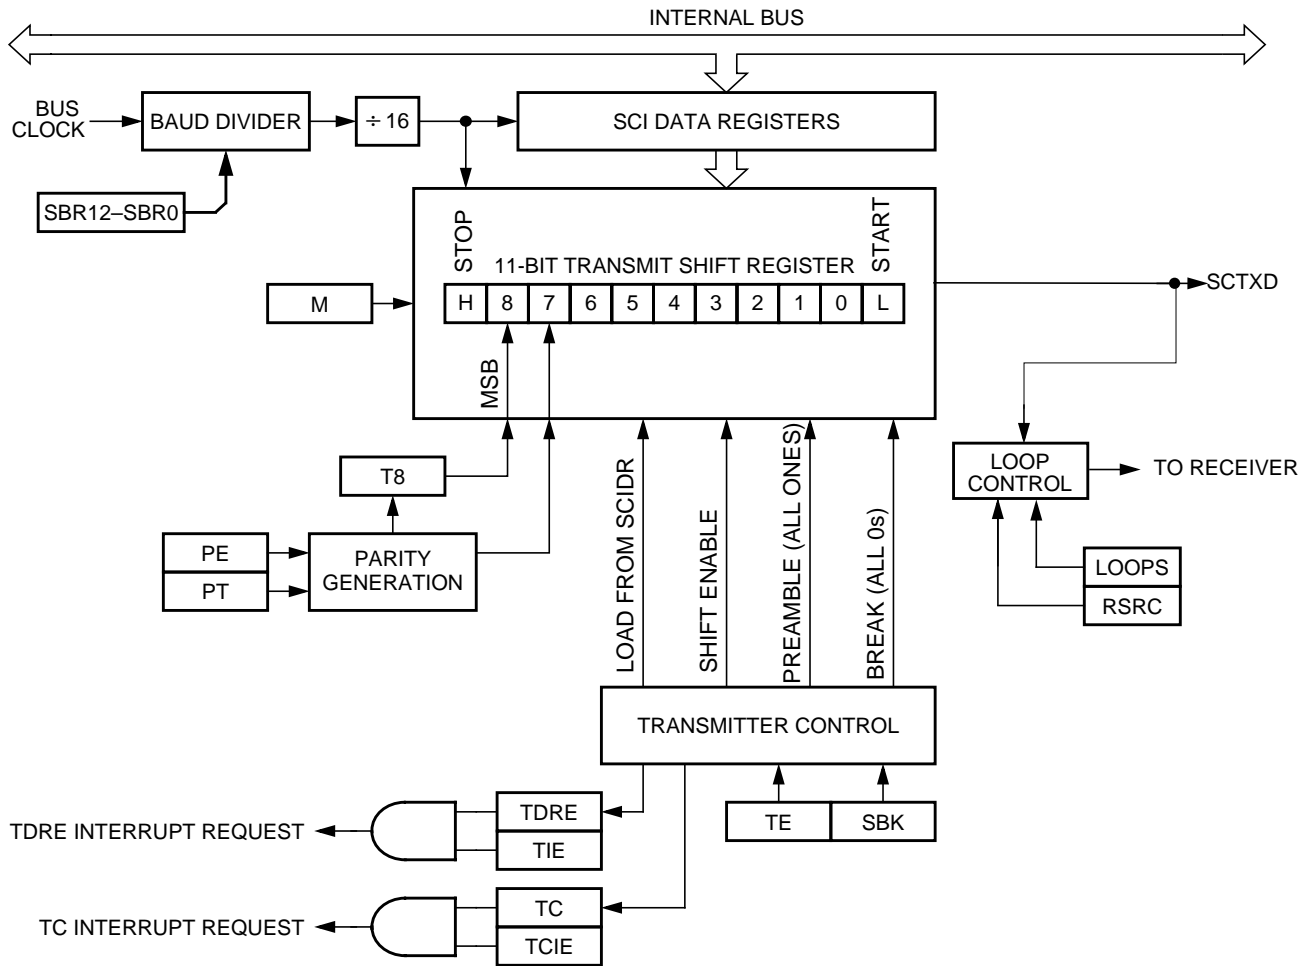 INTERNAL BUS
BUS
CLOCK
BAUD DIVIDER
÷ 16
SCI DATA REGISTERS
SBR12–SBR0
STOP
START
11-BIT TRANSMIT SHIFT REGISTER
M
H 8 7 6 5 4 3 2 1 0 L
SCTXD
MSB
T8
LOOP
CONTROL
TO RECEIVER
PE
PT
PARITY
GENERATION
LOAD FROM SCIDR
SHIFT ENABLE
PREAMBLE (ALL ONES)
BREAK (ALL 0s)
LOOPS
RSRC
TRANSMITTER CONTROL
TE
SBK
TDRE INTERRUPT REQUEST
TDRE
TIE
TC INTERRUPT REQUEST
TC
TCIE